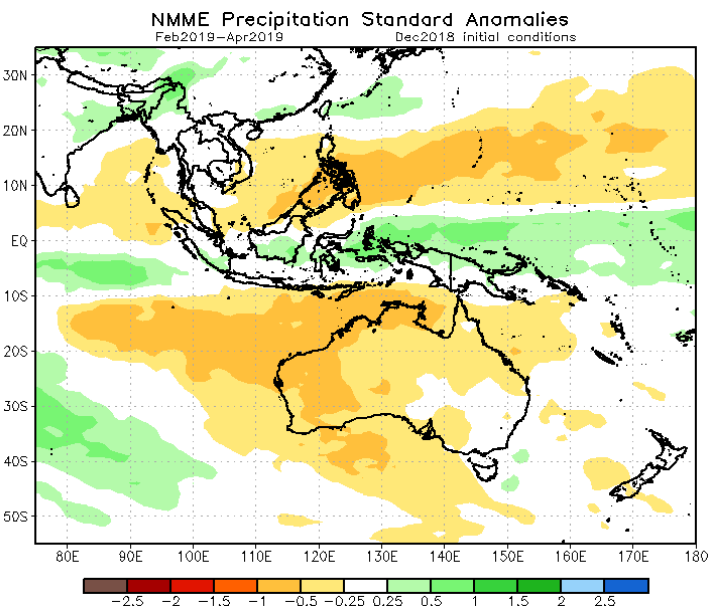 NMME Precipitation Standard Anomalies
Feb2019-Apr2019 Dec2018 initial conditions
30N
20N
10N
EQ
10S
20S
30S
40S
50S
80E 90E 100E 110E 120E 130E 140E 150E 160E 170E 180
-2.5 -2 -1.5 -1 -0.5 -0.25 0.25 0.5 1 1.5 2 2.5